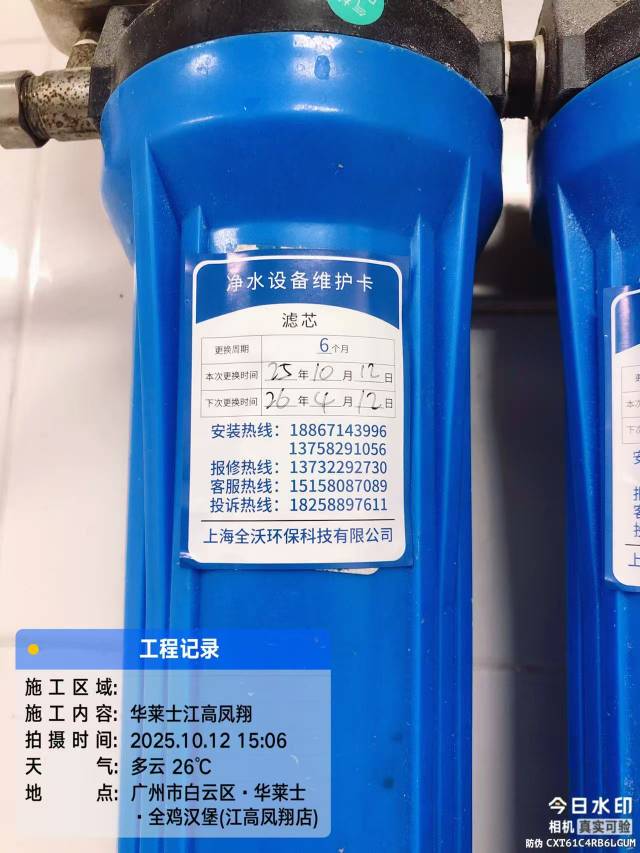 净水设备维护卡
滤芯
更换周期 6个月
本次更换时间 25年10月12日
下次更换时间 26年4月12日
安装热线：18867143996
13758291056
报修热线：13732292730
客服热线：15158087089
投诉热线：18258897611
上海全沃环保科技有限公司
工程记录
施工区域:
施工内容: 华莱士江高凤翔
拍摄时间: 2025.10.12 15:06
天气: 多云 26℃
地点: 广州市白云区·华莱士
·全鸡汉堡(江高凤翔店)
今日水印
相机 真实可验
防伪 CXT61C4RB6LGUM